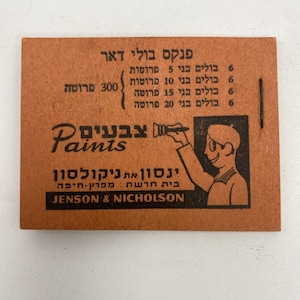 פנקס בולי דאר
6 בולים בני 5 פרוטות
6 בולים בני 10 פרוטות
6 בולים בני 15 פרוטה
6 בולים בני 20 פרוטה
300 פרוטה
צבעים
Paints
ינסון את ניקולסון
בית חרשת: מפרץ-חיפה
JENSON & NICHOLSON